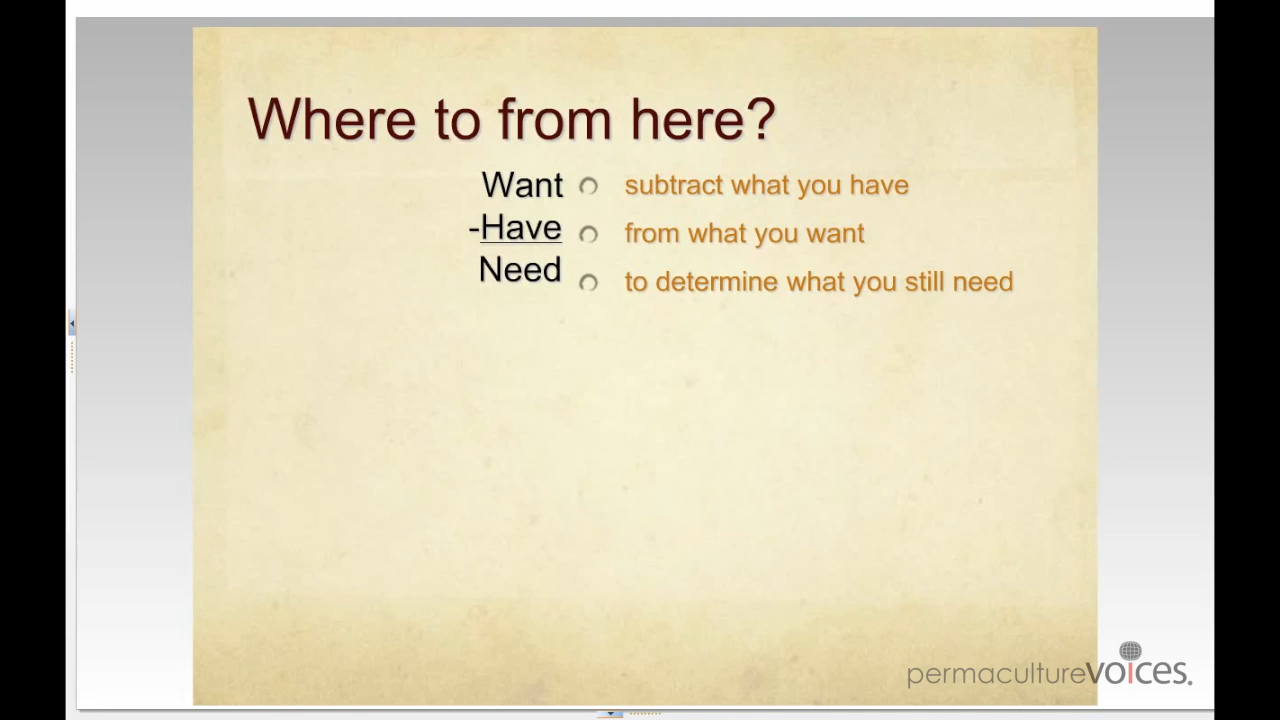 Where to from here?
Want
-Have
Need
subtract what you have
from what you want
to determine what you still need
permaculturevoices.